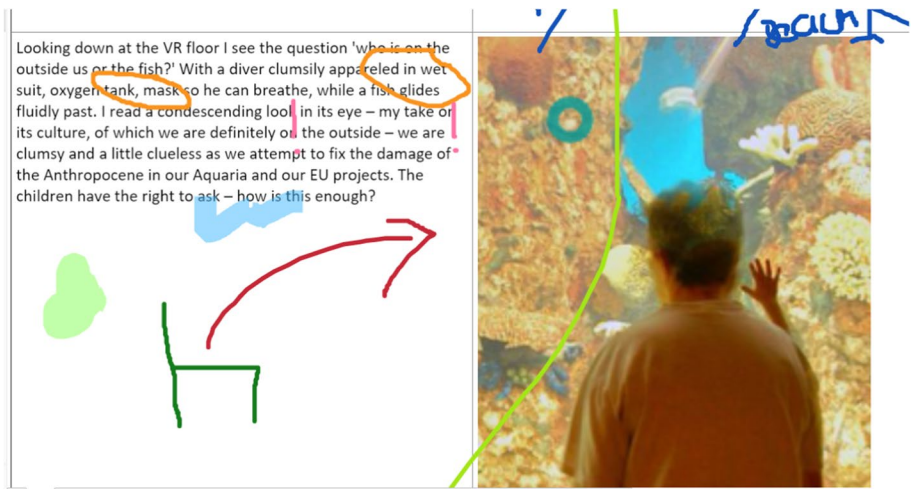 Beach
Looking down at the VR floor I see the question 'who is on the
outside us or the fish?' With a diver clumsily appareled in wet
suit, oxygen tank, mask so he can breathe, while a fish glides
fluidly past. I read a condescending look in its eye – my take on
its culture, of which we are definitely on the outside – we are
clumsy and a little clueless as we attempt to fix the damage of
the Anthropocene in our Aquaria and our EU projects. The
children have the right to ask – how is this enough?